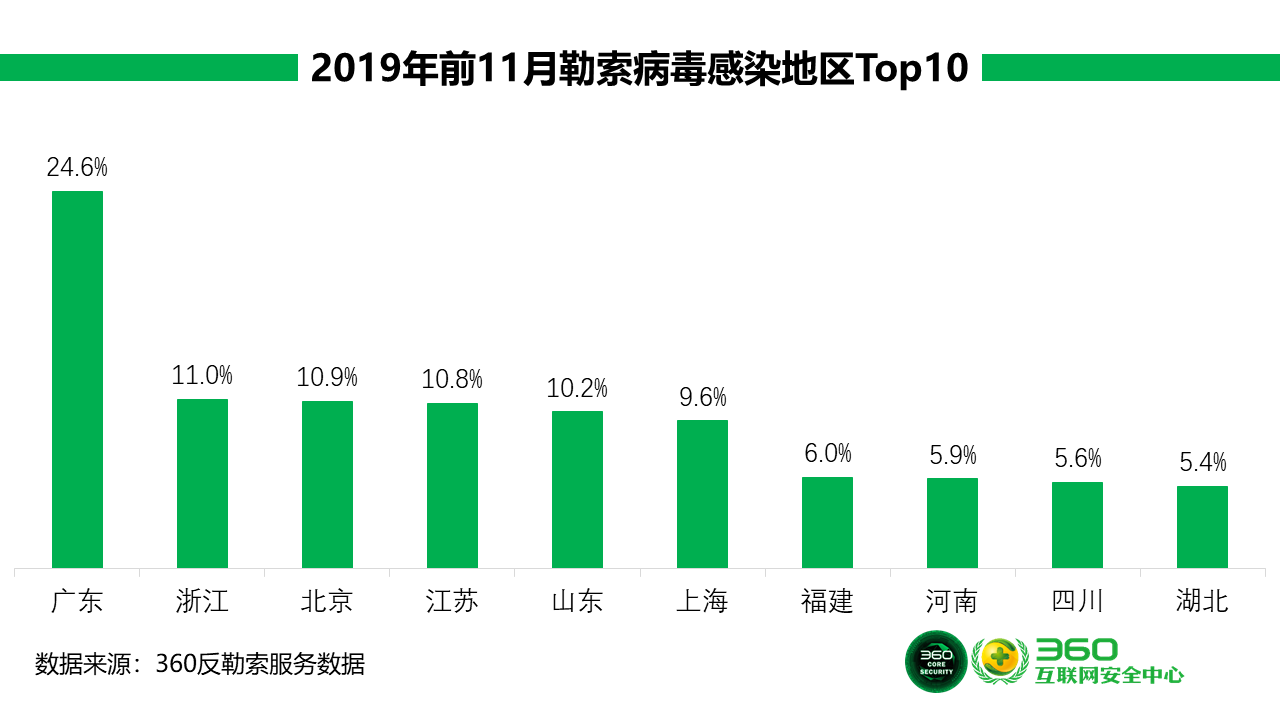 2019年前11月勒索病毒感染地区Top10
24.6%
11.0%
10.9%
10.8%
10.2%
9.6%
6.0%
5.9%
5.6%
5.4%
广东
浙江
北京
江苏
山东
上海
福建
河南
四川
湖北
数据来源：360反勒索服务数据
360
CORE
SECURITY
360
互联网安全中心